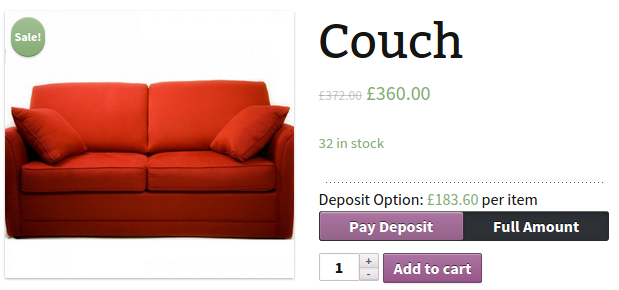 Sale!
Couch
£372.00 £360.00
32 in stock
Deposit Option: £183.60 per item
Pay Deposit Full Amount
1 + -
Add to cart